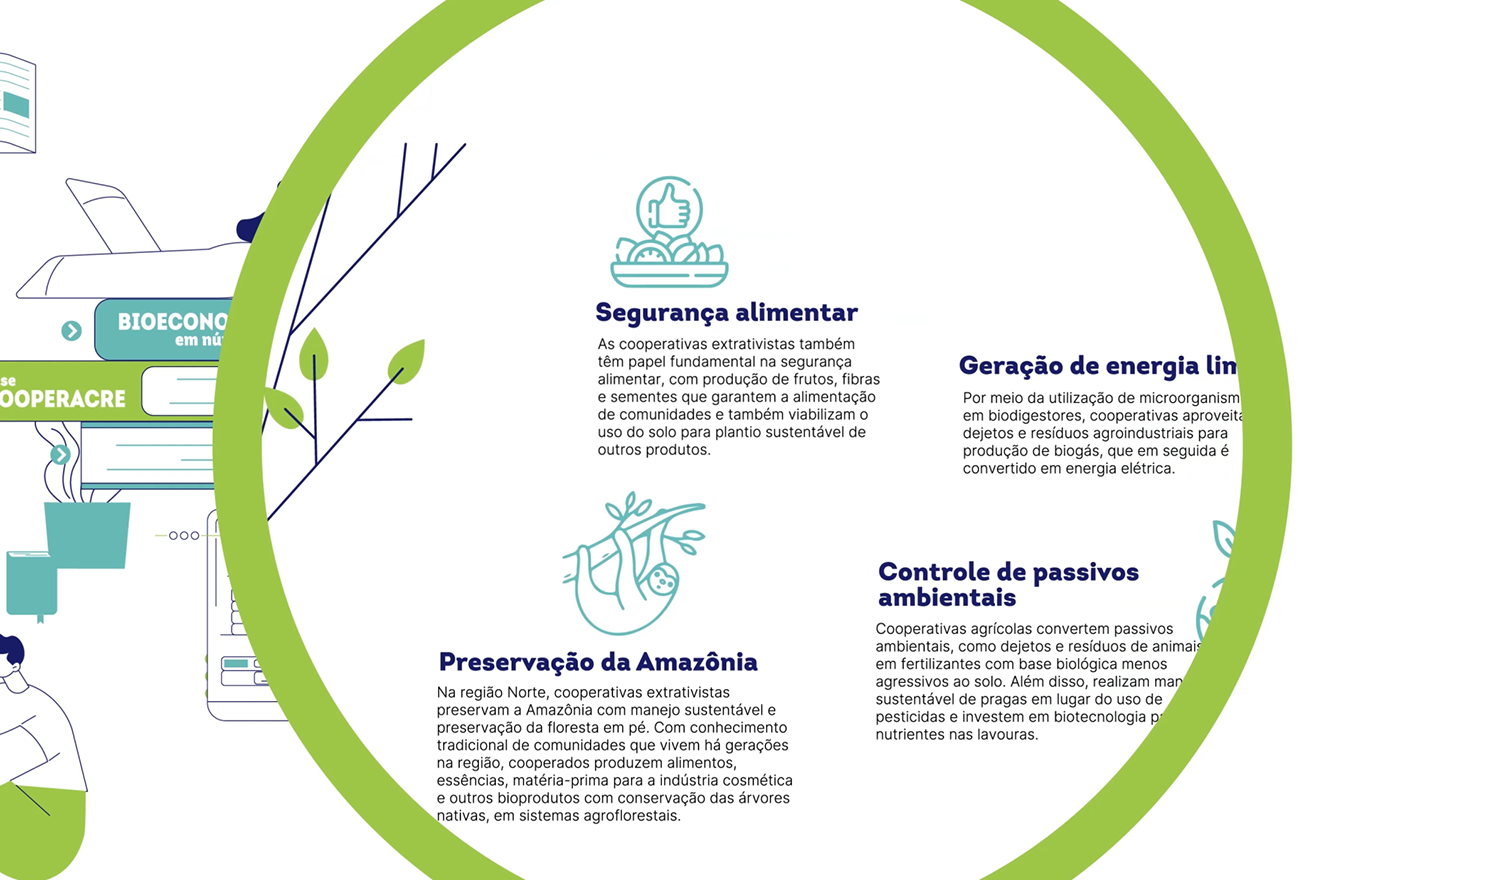 BIOECONO
em nú
se
OOPERACRE
Segurança alimentar
As cooperativas extrativistas também
têm papel fundamental na segurança
alimentar, com produção de frutos, fibras
e sementes que garantem a alimentação
de comunidades e também viabilizam o
uso do solo para plantio sustentável de
outros produtos.
Geração de energia lim
Por meio da utilização de microorganism
em biodigestores, cooperativas aproveita
dejetos e resíduos agroindustriais para
produção de biogás, que em seguida é
convertido em energia elétrica.
Preservação da Amazônia
Na região Norte, cooperativas extrativistas
preservam a Amazônia com manejo sustentável e
preservação da floresta em pé. Com conhecimento
tradicional de comunidades que vivem há gerações
na região, cooperados produzem alimentos,
essências, matéria-prima para a indústria cosmética
e outros bioprodutos com conservação das árvores
nativas, em sistemas agroflorestais.
Controle de passivos
ambientais
Cooperativas agrícolas convertem passivos
ambientais, como dejetos e resíduos de animais
em fertilizantes com base biológica menos
agressivos ao solo. Além disso, realizam man
sustentável de pragas em lugar do uso de
pesticidas e investem em biotecnologia p
nutrientes nas lavouras.